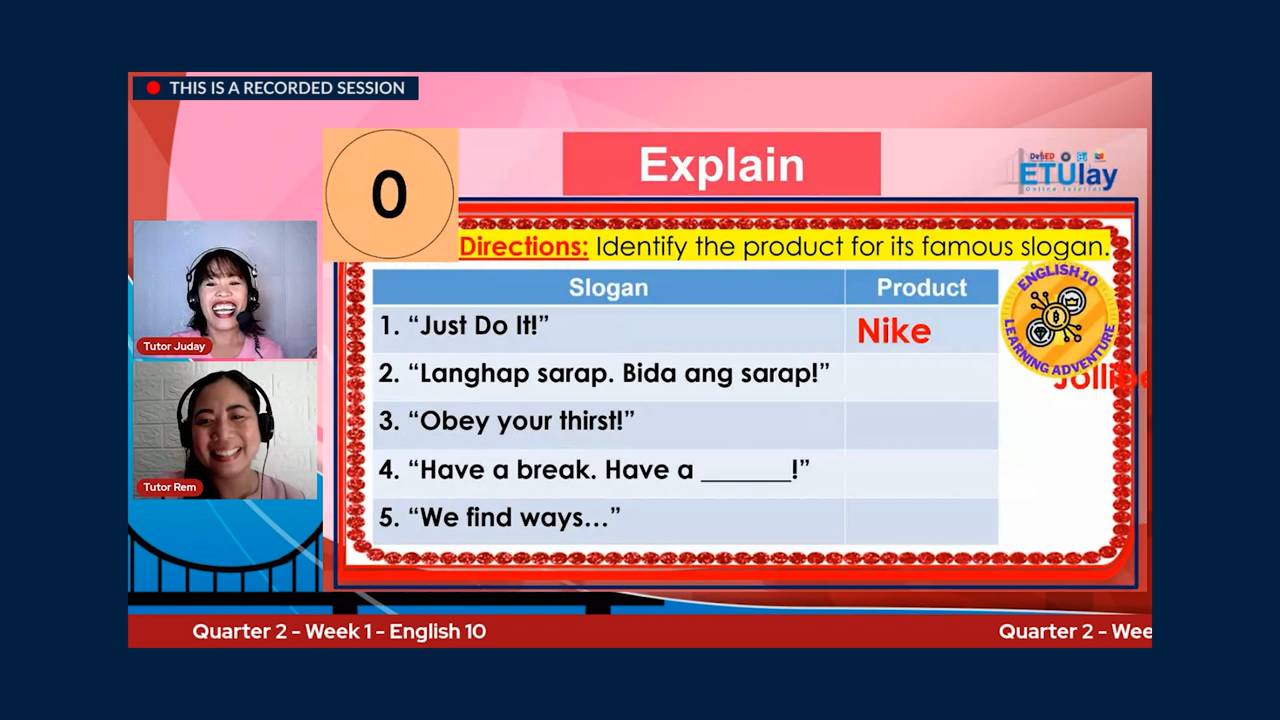 THIS IS A RECORDED SESSION
0
Explain
DepED
ETUlay
Online Tutorial
Directions: Identify the product for its famous slogan.
Slogan Product
1. “Just Do It!” Nike
2. “Langhap sarap. Bida ang sarap!”
3. “Obey your thirst!”
4. “Have a break. Have a _______!”
5. “We find ways…”
ENGLISH 10
LEARNING ADVENTURE
Tutor Juday
Tutor Rem
Quarter 2 - Week 1 - English 10
Quarter 2 - Wee